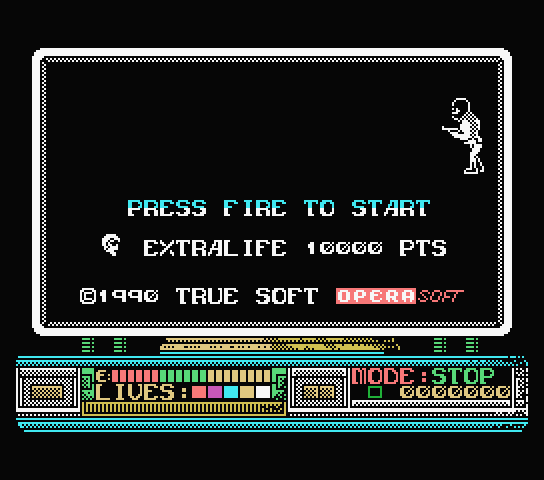 PRESS FIRE TO START
EXTRALIFE 10000 PTS
©1990 TRUE SOFT OPERA SOFT
E:
LIVES:
MODE:STOP
0000000